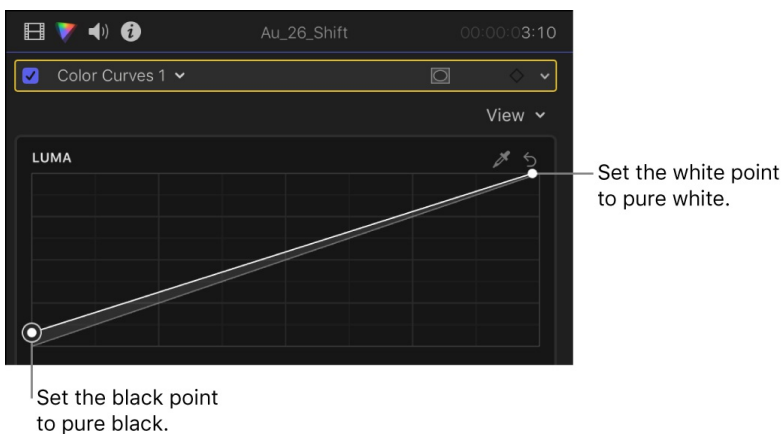 Au_26_Shift
00:00:03:10
Color Curves 1
View
LUMA
Set the white point
to pure white.
Set the black point
to pure black.